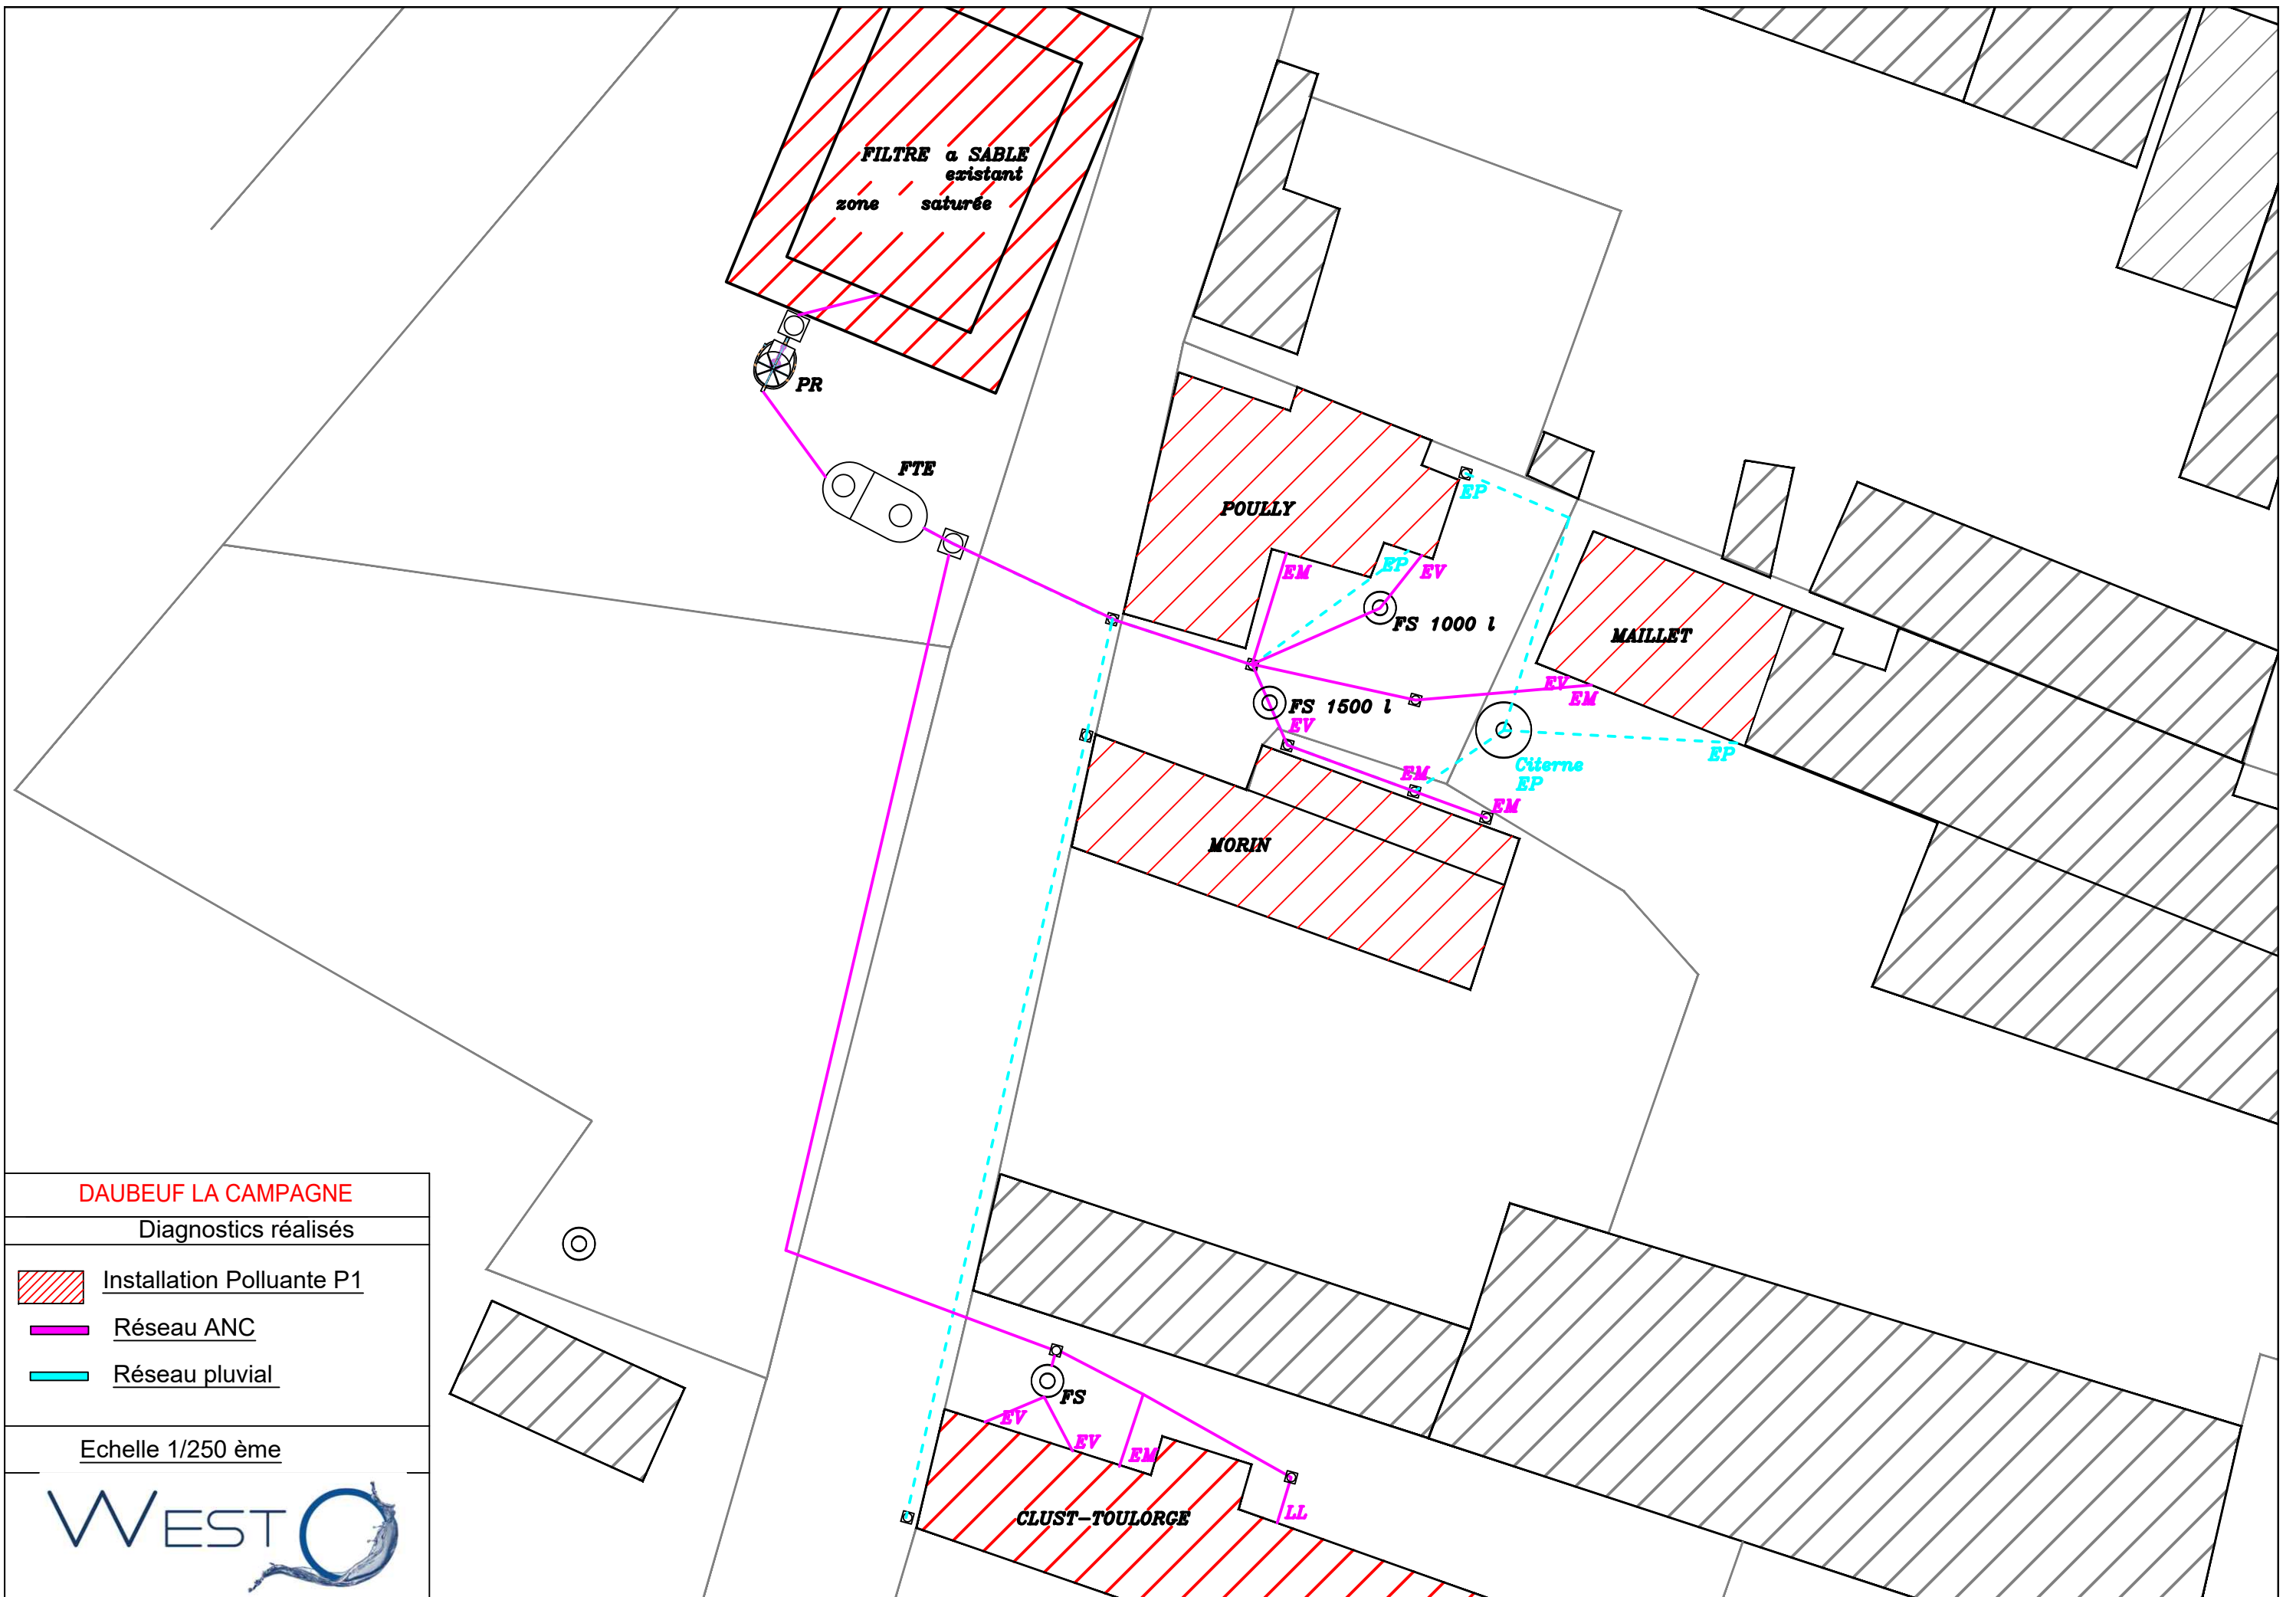 FILTRE a SABLE
existant
zone saturée
PR
FTE
POULLY
EP
EM
EP
EV
FS 1000 l
MAILLET
EV
EM
FS 1500 l
EV
EP
Citerne
EP
EM
EM
MORIN
DAUBEUF LA CAMPAGNE
Diagnostics réalisés
Installation Polluante P1
Réseau ANC
Réseau pluvial
Echelle 1/250 ème
WEST O
FS
EV
EV
EM
LL
CLUST-TOULORGE